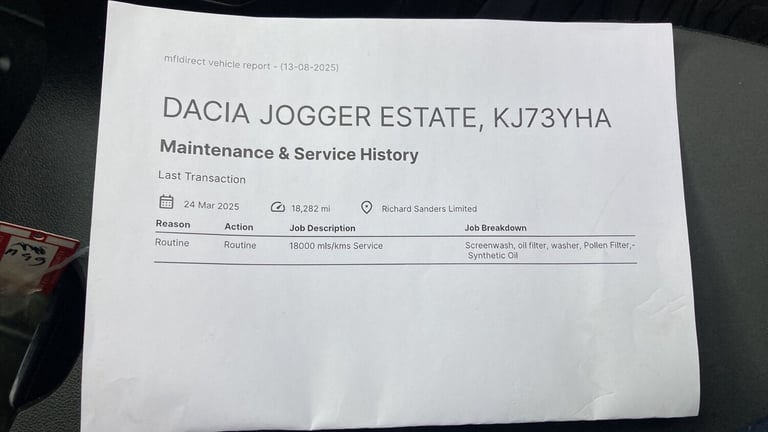 mfldirect vehicle report - (13-08-2025)
DACIA JOGGER ESTATE, KJ73YHA
Maintenance & Service History
Last Transaction
24 Mar 2025 18,282 mi Richard Sanders Limited
Reason Action Job Description Job Breakdown
Routine Routine 18000 mls/kms Service Screenwash, oil filter, washer, Pollen Filter,-
Synthetic Oil